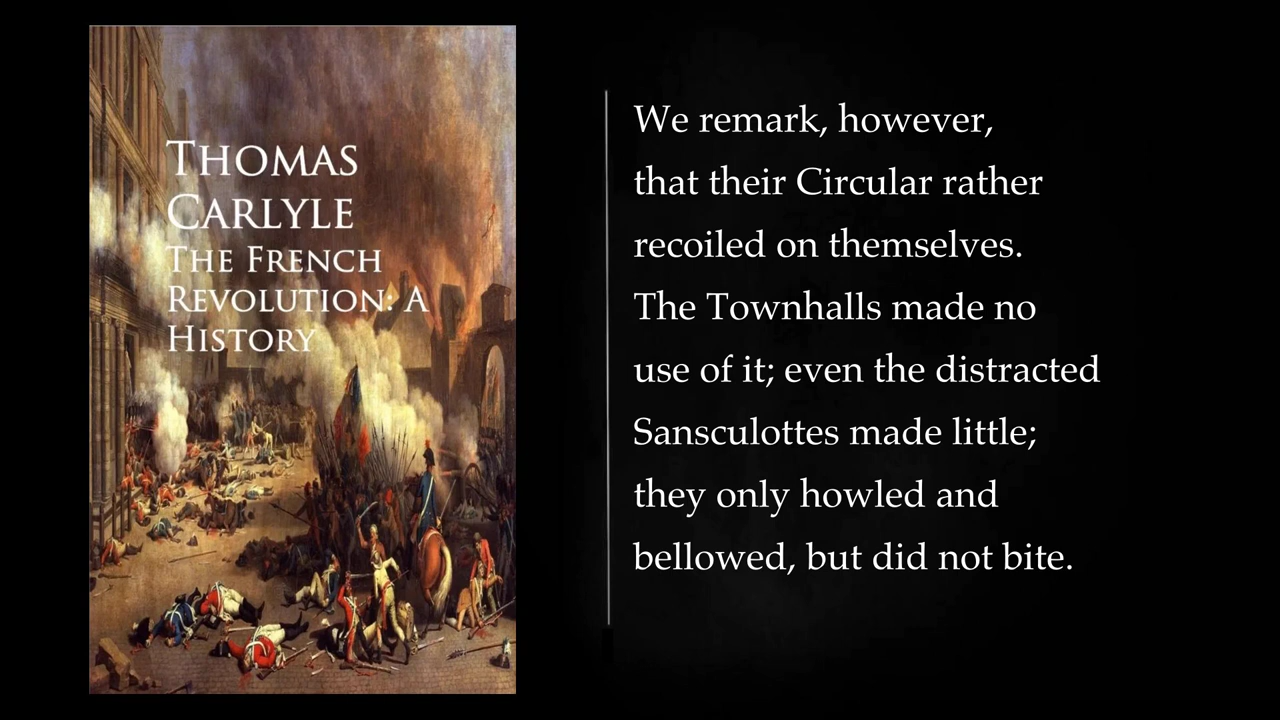 THOMAS
CARLYLE
THE FRENCH
REVOLUTION: A
HISTORY
We remark, however,
that their Circular rather
recoiled on themselves.
The Townhalls made no
use of it; even the distracted
Sansculottes made little;
they only howled and
bellowed, but did not bite.